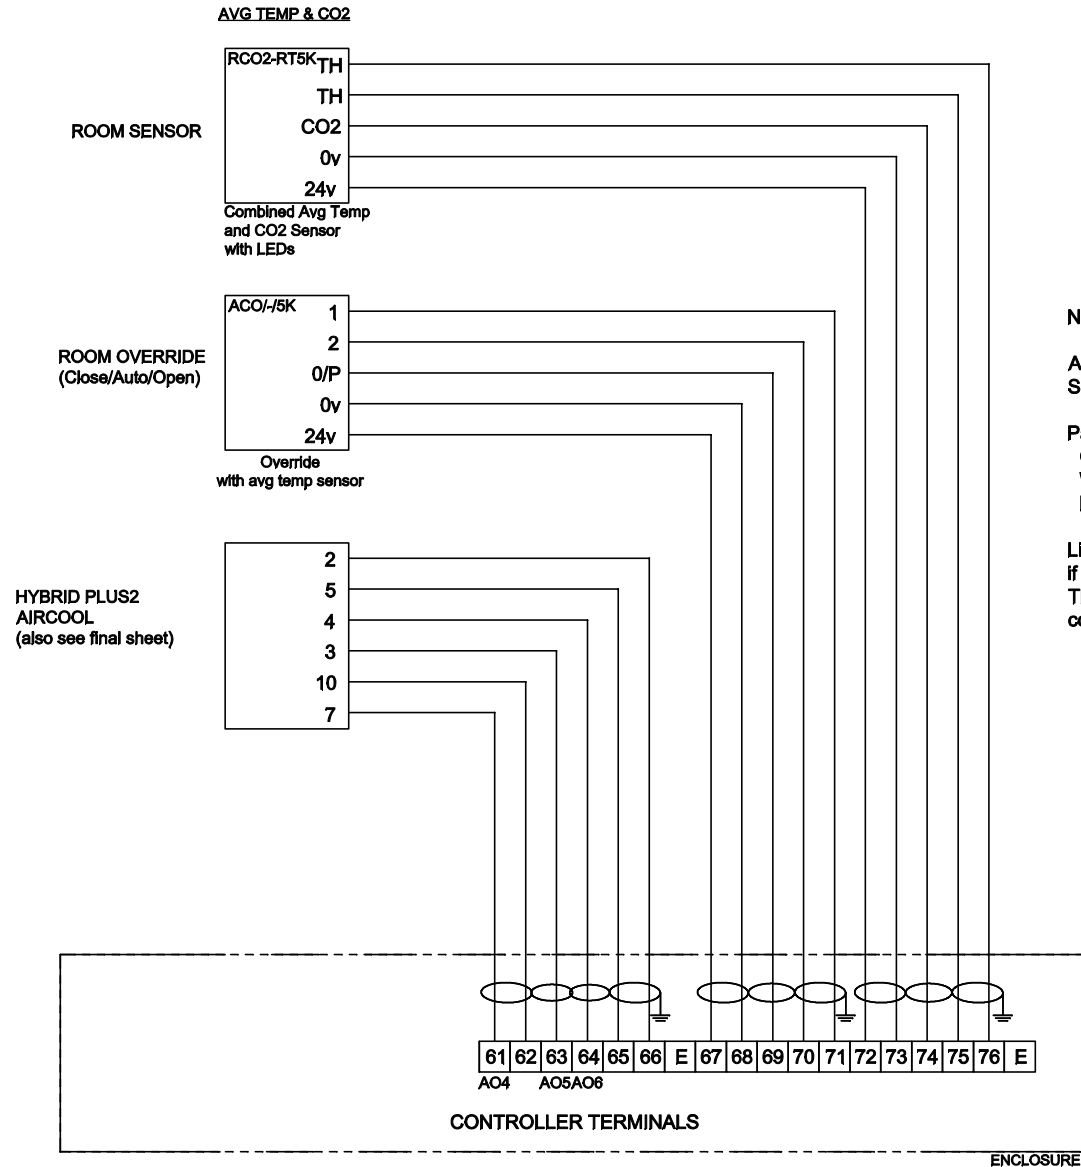 AVG TEMP & CO2
RCO2-RT5K
TH
TH
CO2
0v
24v
ROOM SENSOR
Combined Avg Temp
and CO2 Sensor
with LEDs
ACO/-/5K
1
2
0/P
0v
24v
ROOM OVERRIDE
(Close/Auto/Open)
Override
with avg temp sensor
2
5
4
3
10
7
HYBRID PLUS2
AIRCOOL
(also see final sheet)
N
A
S
if
61 62 63 64 65 66 E 67 68 69 70 71 72 73 74 75 76 E
AO4 AO5 AO6
CONTROLLER TERMINALS
ENCLOSURE